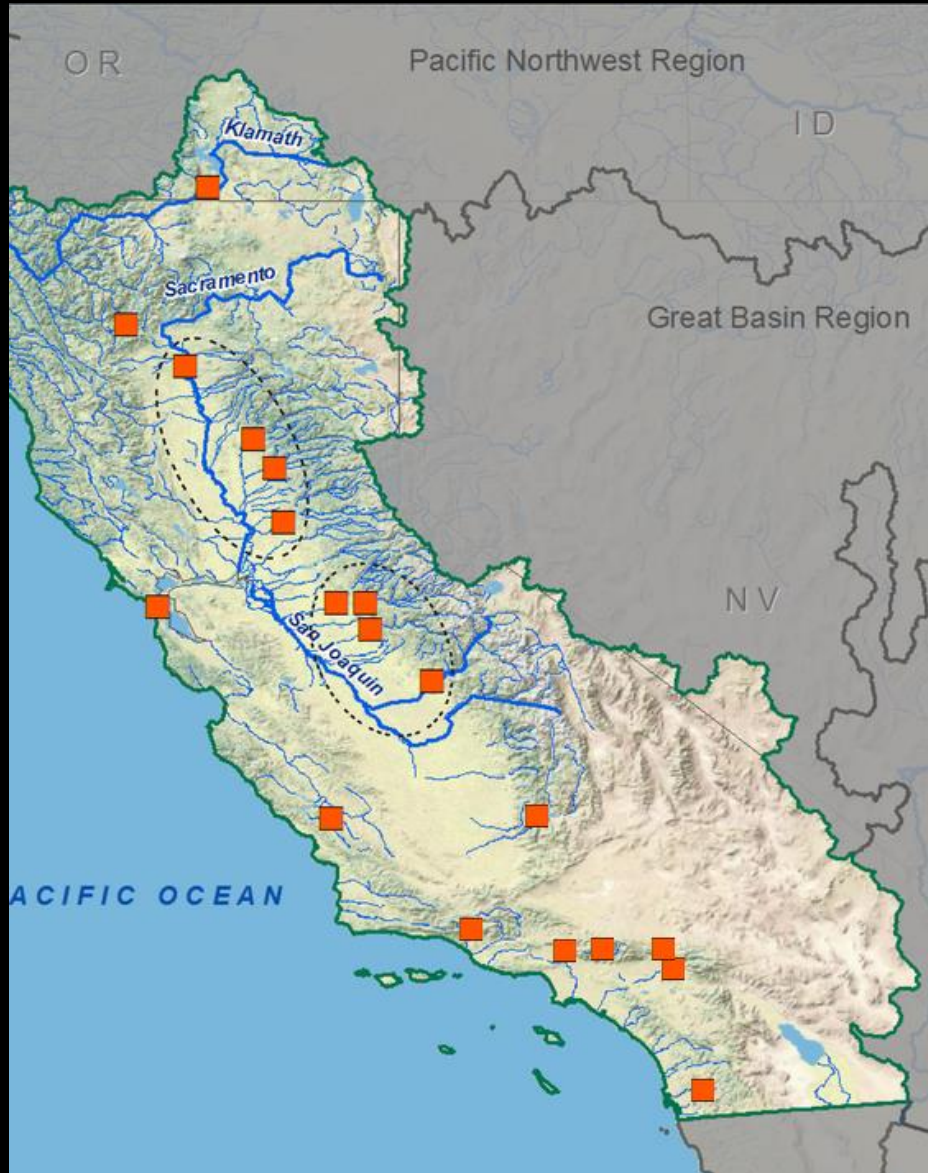 OR
Pacific Northwest Region
ID
Klamath
Sacramento
Great Basin Region
NV
San Joaquin
ACIFIC OCEAN